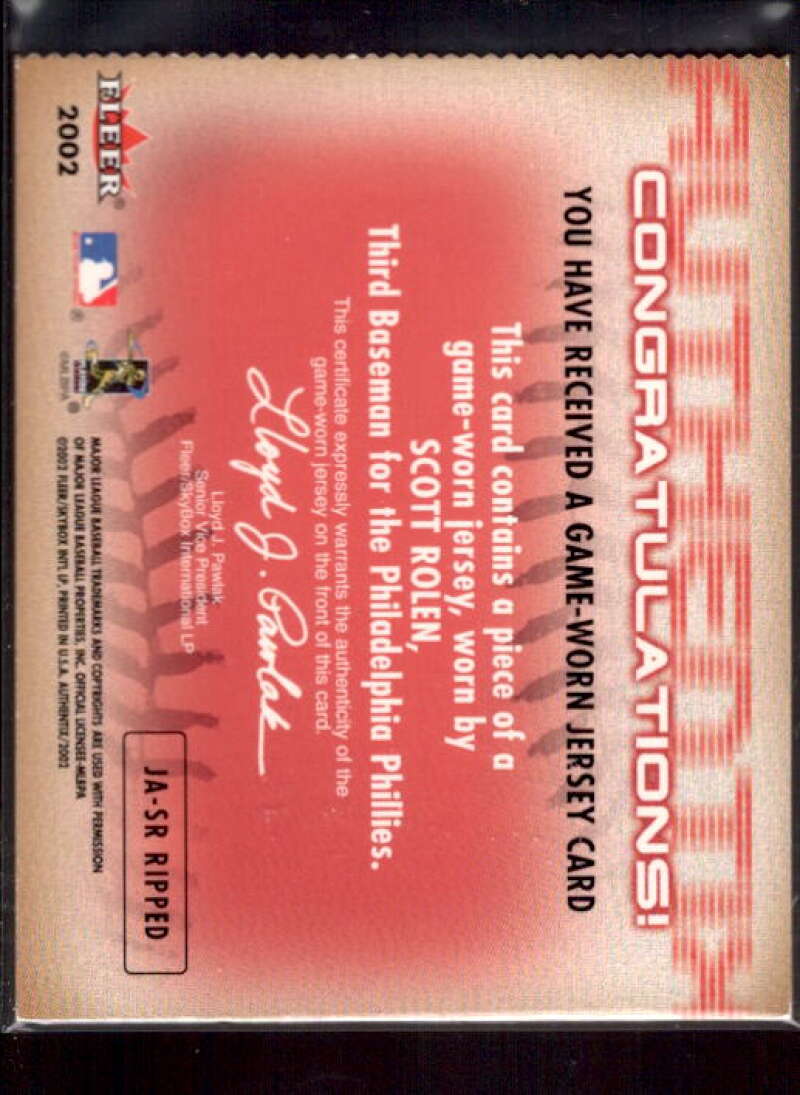 AUTHENTIX
CONGRATULATIONS!
YOU HAVE RECEIVED A GAME-WORN JERSEY CARD
This card contains a piece of a
game-worn jersey, worn by
SCOTT ROLEN,
Third Baseman for the Philadelphia Phillies.
This certificate expressly warrants the authenticity of the
game-worn jersey on the front of this card.
Lloyd J. Pawlak
Lloyd J. Pawlak
Senior Vice President
Fleer/SkyBox International LP
JA-SR RIPPED
FLEER®
2002
®
©MLBPA
MAJOR LEAGUE BASEBALL TRADEMARKS AND COPYRIGHTS ARE USED WITH PERMISSION
OF MAJOR LEAGUE BASEBALL PROPERTIES, INC. OFFICIAL LICENSEE-MLBPA
©2002 FLEER/SKYBOX INT'L LP, PRINTED IN U.S.A. AUTHENTIX/2002